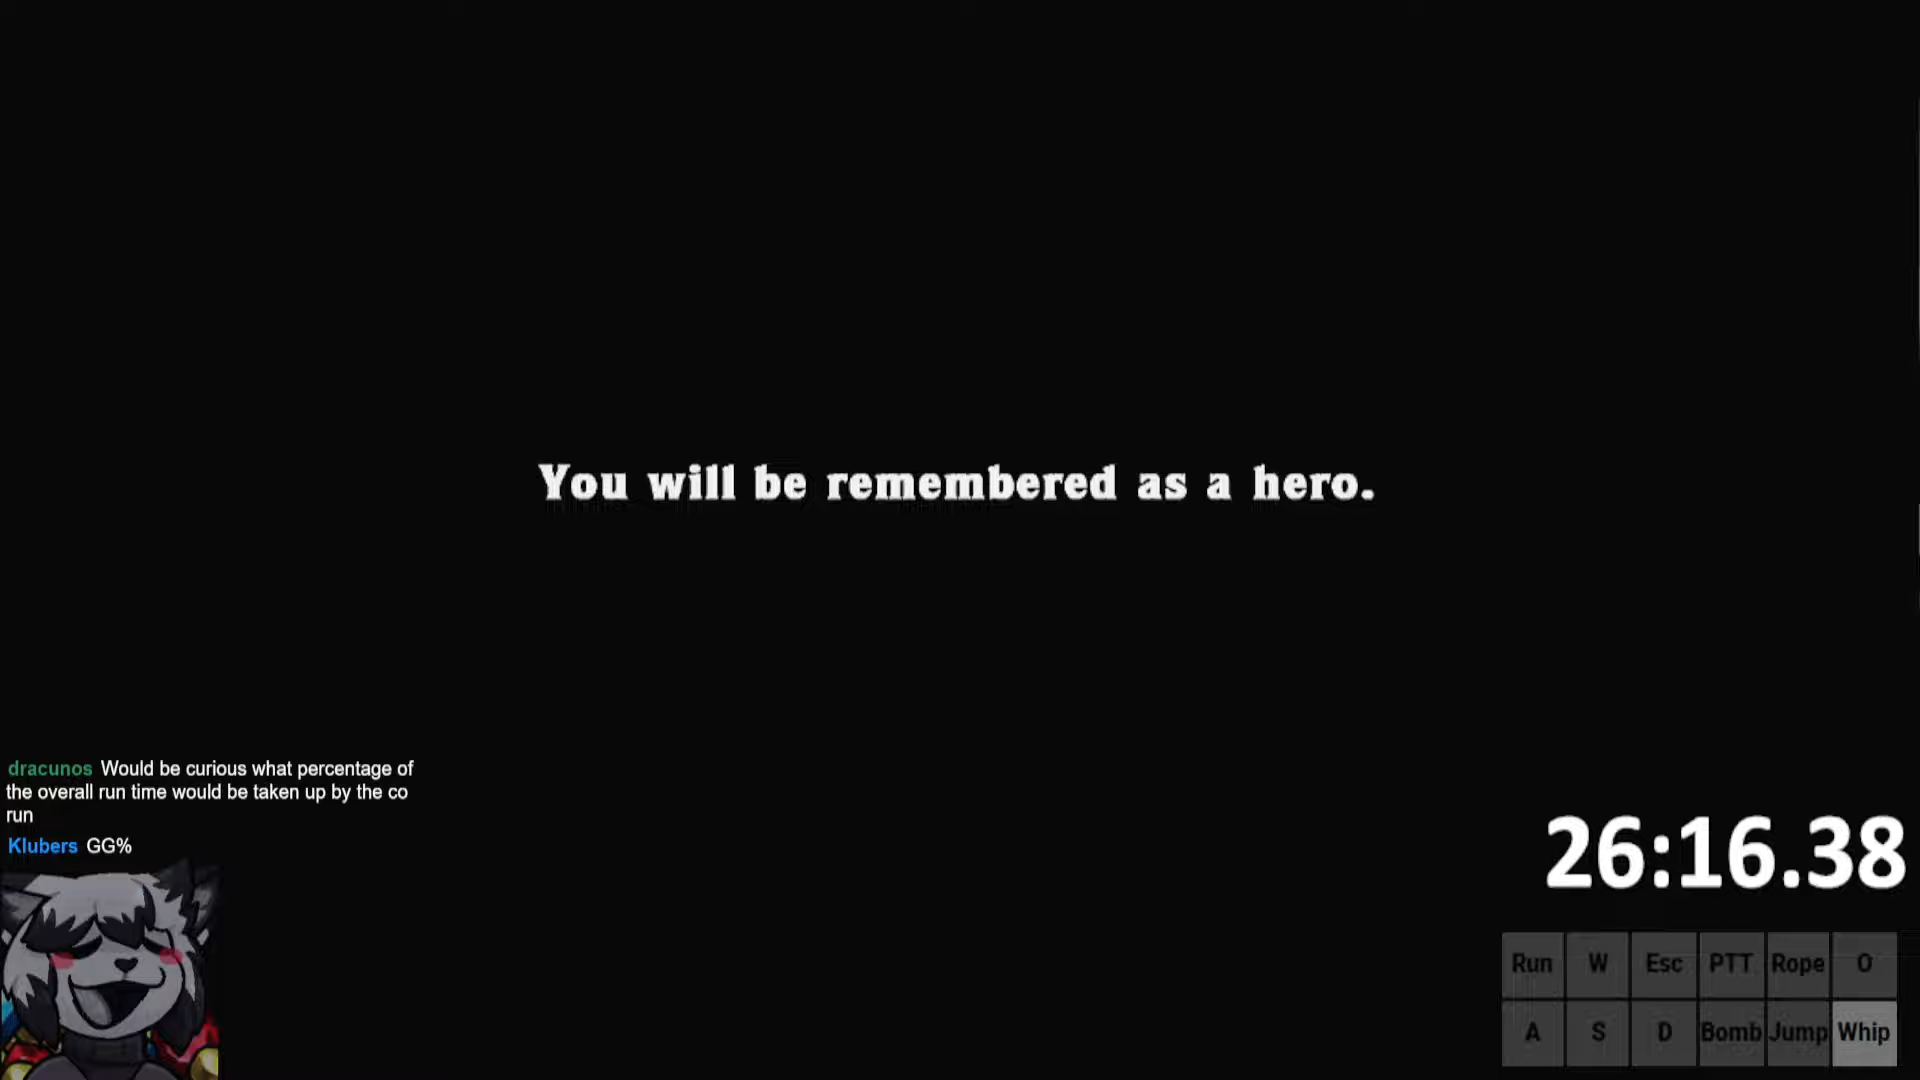 You will be remembered as a hero.
dracunos Would be curious what percentage of
the overall run time would be taken up by the co
run
Klubers GG%
26:16.38
Run W Esc PTT Rope O
A S D Bomb Jump Whip